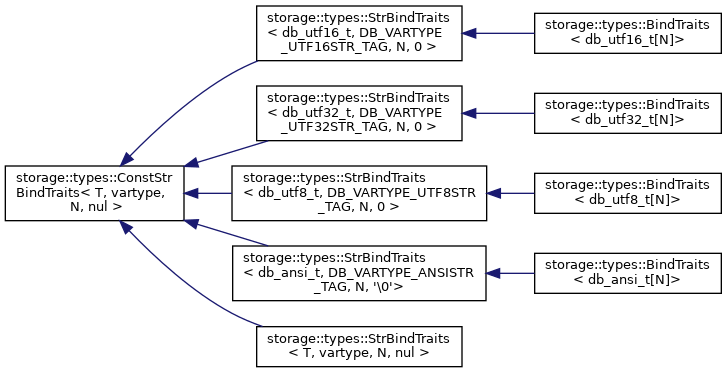 storage::types::StrBindTraits
< db_utf16_t, DB_VARTYPE
_UTF16STR_TAG, N, 0 >
storage::types::BindTraits
< db_utf16_t[N]>
storage::types::StrBindTraits
< db_utf32_t, DB_VARTYPE
_UTF32STR_TAG, N, 0 >
storage::types::BindTraits
< db_utf32_t[N]>
storage::types::ConstStr
BindTraits< T, vartype,
N, nul >
storage::types::StrBindTraits
< db_utf8_t, DB_VARTYPE_UTF8STR
_TAG, N, 0 >
storage::types::BindTraits
< db_utf8_t[N]>
storage::types::StrBindTraits
< db_ansi_t, DB_VARTYPE_ANSISTR
_TAG, N, '\0'>
storage::types::BindTraits
< db_ansi_t[N]>
storage::types::StrBindTraits
< T, vartype, N, nul >